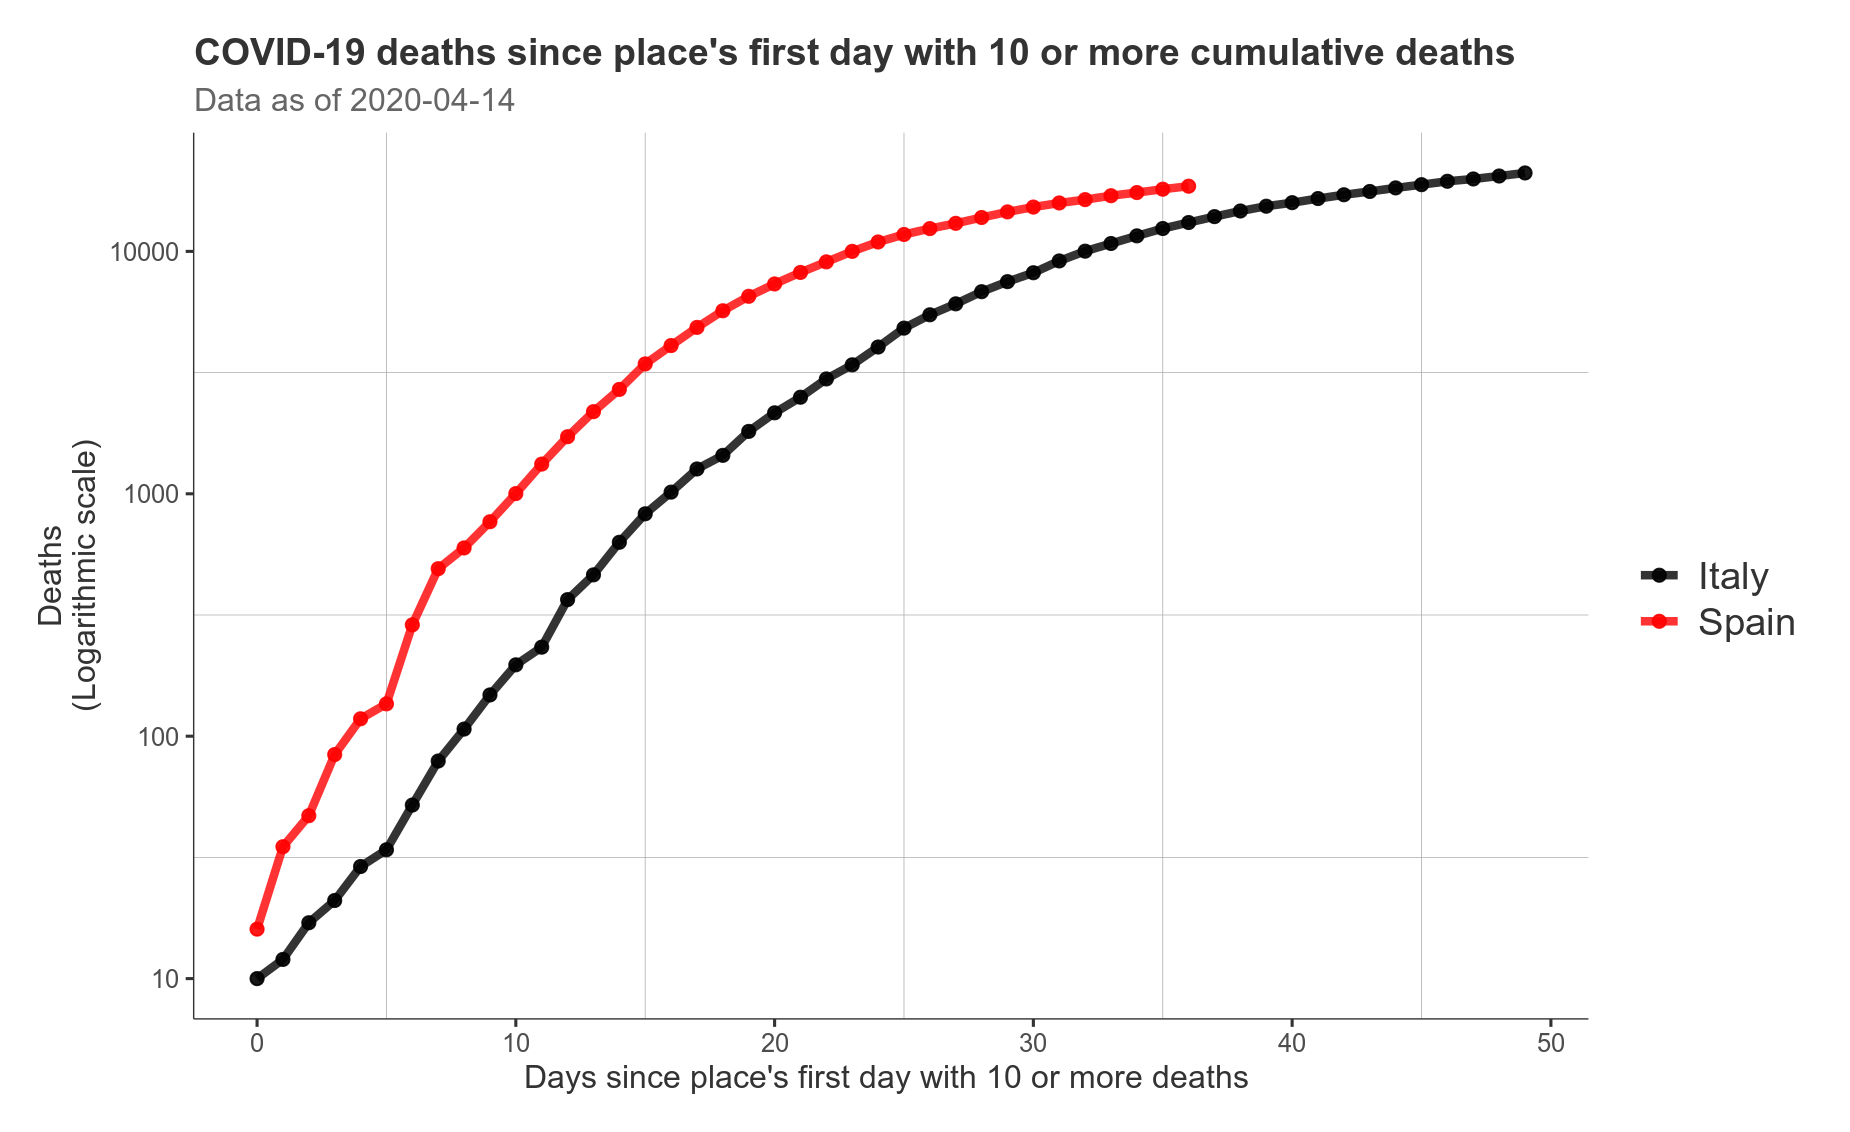 COVID-19 deaths since place's first day with 10 or more cumulative deaths
Data as of 2020-04-14
Deaths
(Logarithmic scale)
10000
1000
100
10
0 10 20 30 40 50
Days since place's first day with 10 or more deaths
Italy
Spain